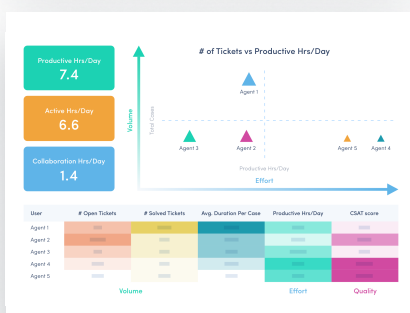 # of Tickets vs Productive Hrs/Day
Productive Hrs/Day
7.4
Active Hrs/Day
6.6
Collaboration Hrs/Day
1.4
Volume
Total Cases
Agent 1
Agent 3
Agent 2
Agent 5
Agent 4
Productive Hrs/Day
Effort
User # Open Tickets # Solved Tickets Avg. Duration Per Case Productive Hrs/Day CSAT score
Agent 1
Agent 2
Agent 3
Agent 4
Agent 5
Volume Effort Quality